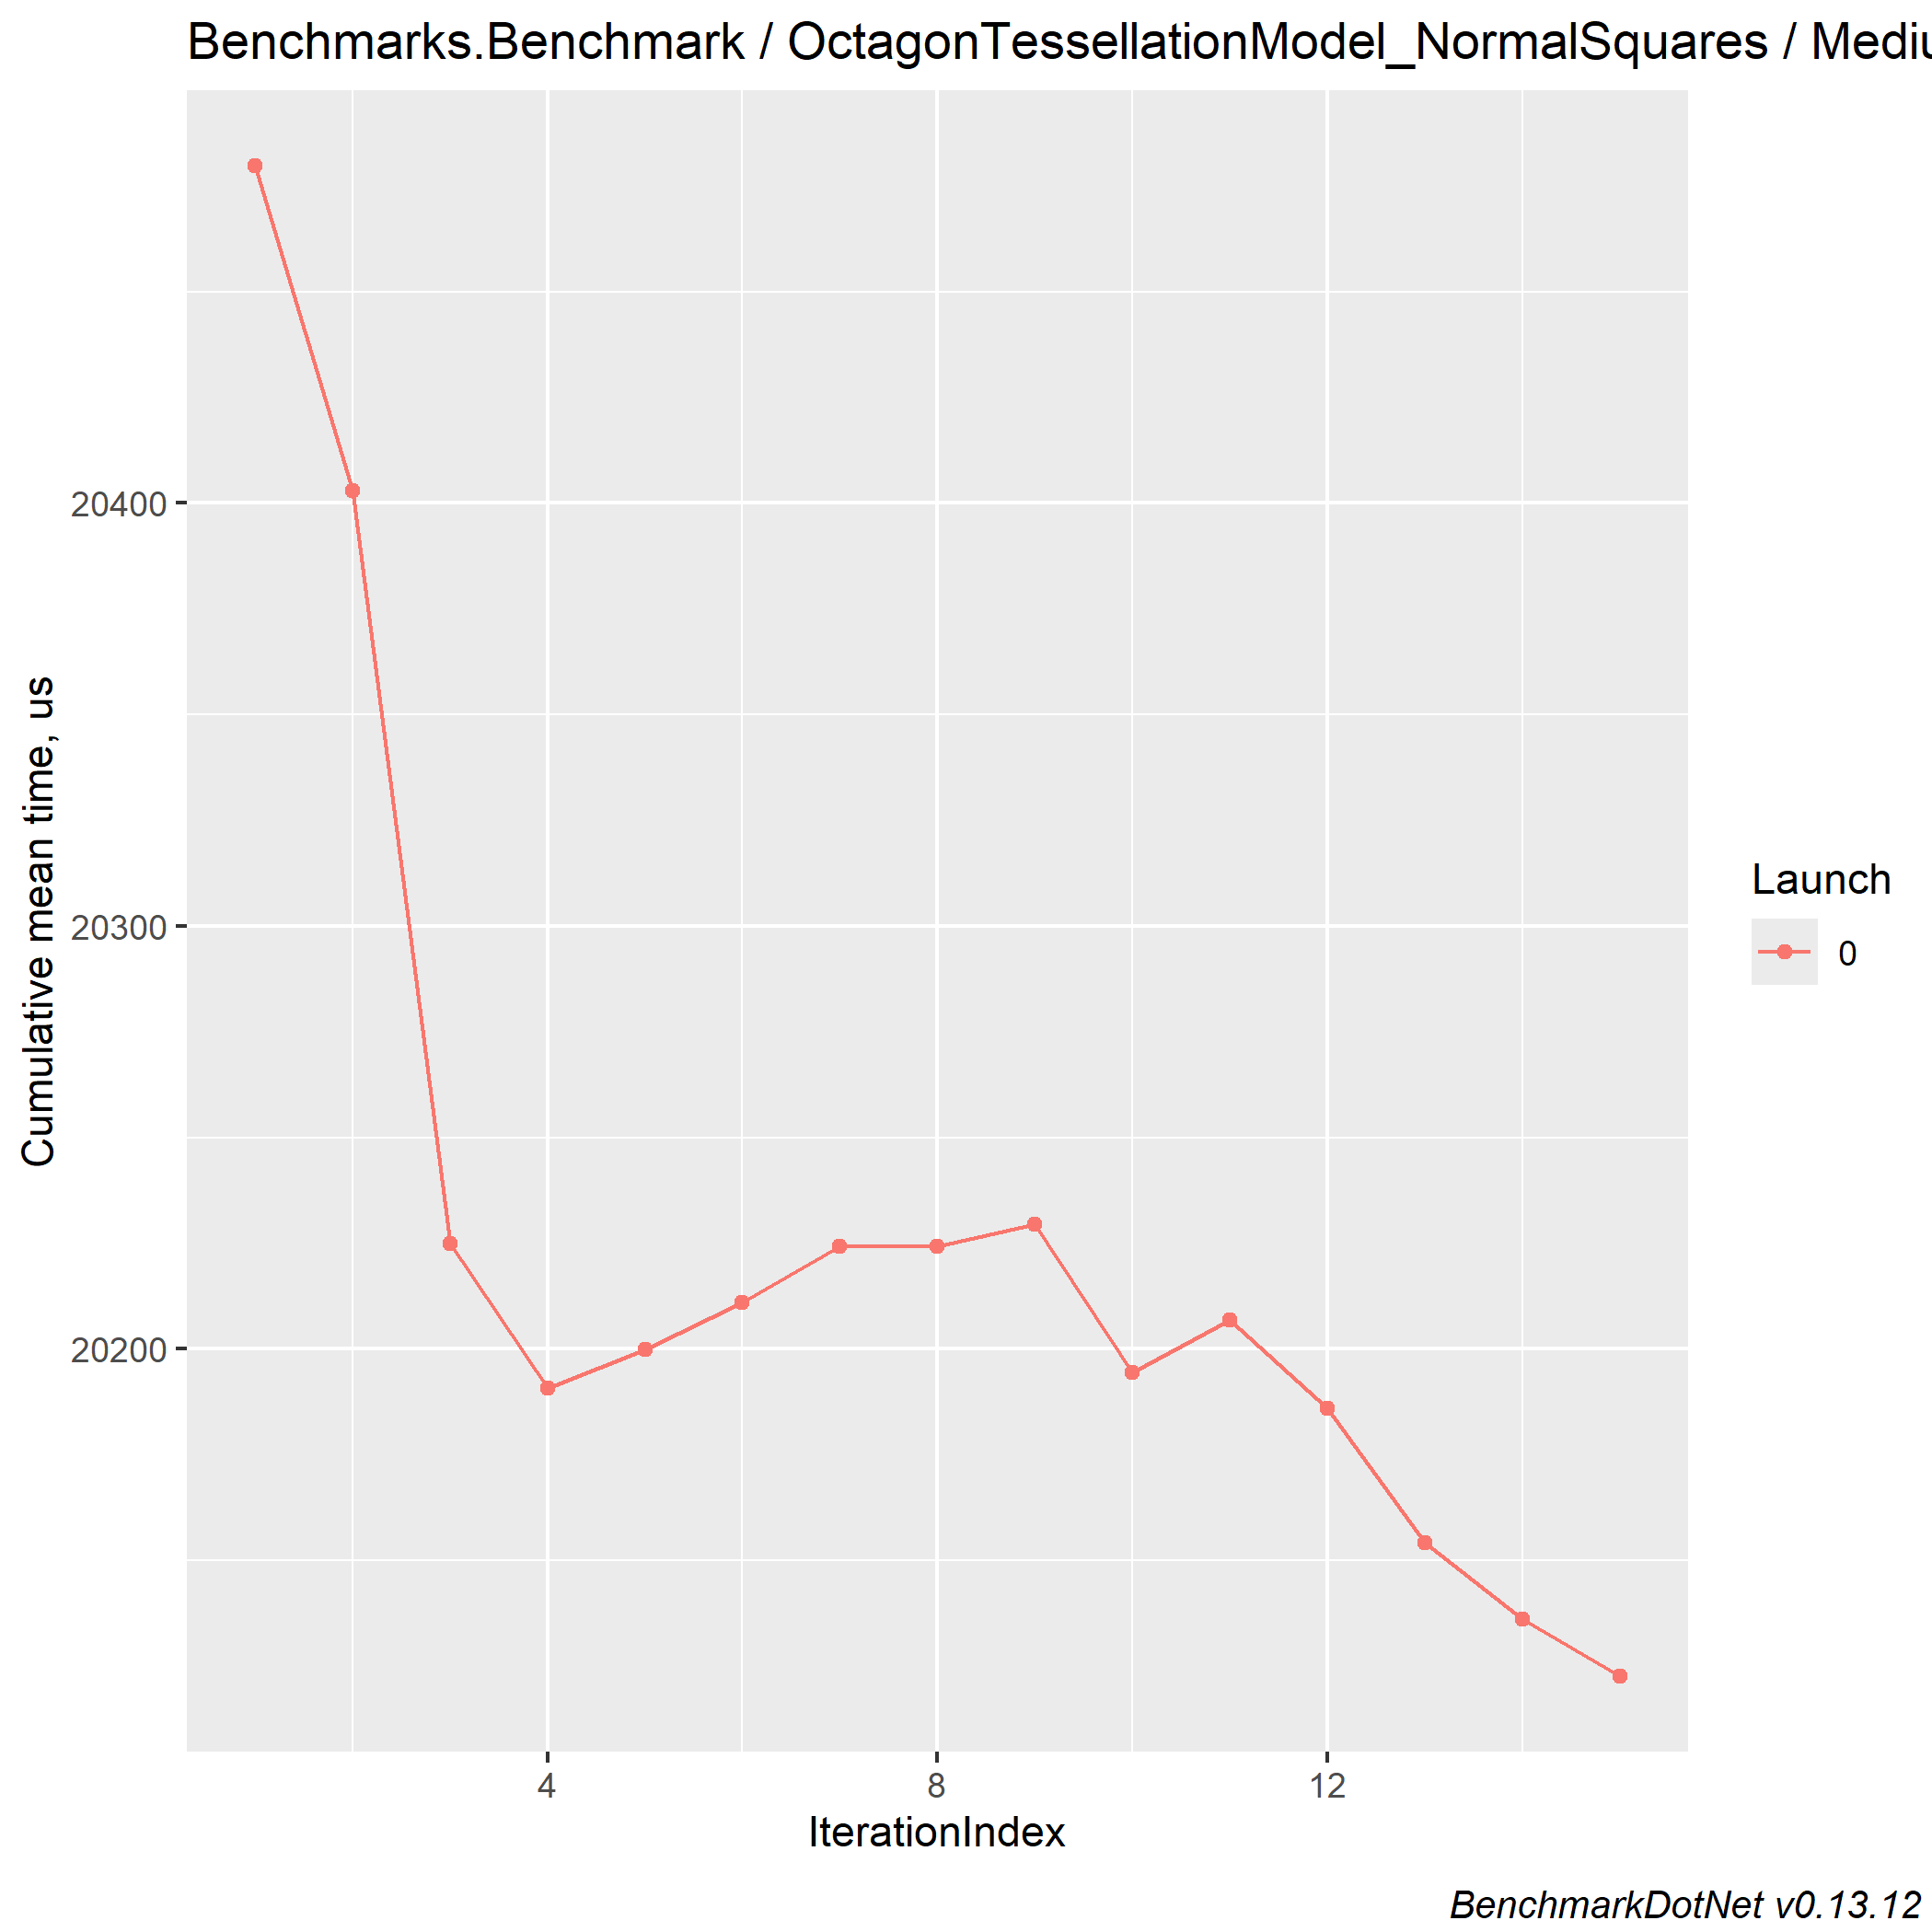 Benchmarks.Benchmark / OctagonTessellationModel_NormalSquares /
Cumulative mean time, us
20400
20300
20200
4
8
12
IterationIndex
Launch
0
BenchmarkDotNet v0.13.12